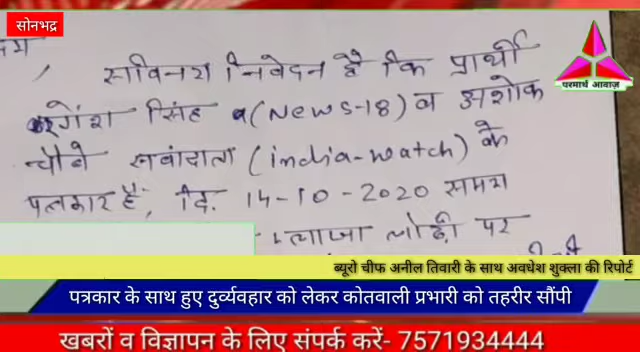 सोनभद्र
परमार्थ आवाज़
सविनय निवेदन है कि प्रार्थी
सिंह (News-18) व अशोक
चौबे सवांदाता (india-watch) के
पत्रकार है, दि. 14-10-2020 समय
लोढ़ी पर
ब्यूरो चीफ अनील तिवारी के साथ अवधेश शुक्ला की रिपोर्ट
पत्रकार के साथ हुए दुर्व्यवहार को लेकर कोतवाली प्रभारी को तहरीर सौंपी
खबरों व विज्ञापन के लिए संपर्क करें- 7571934444